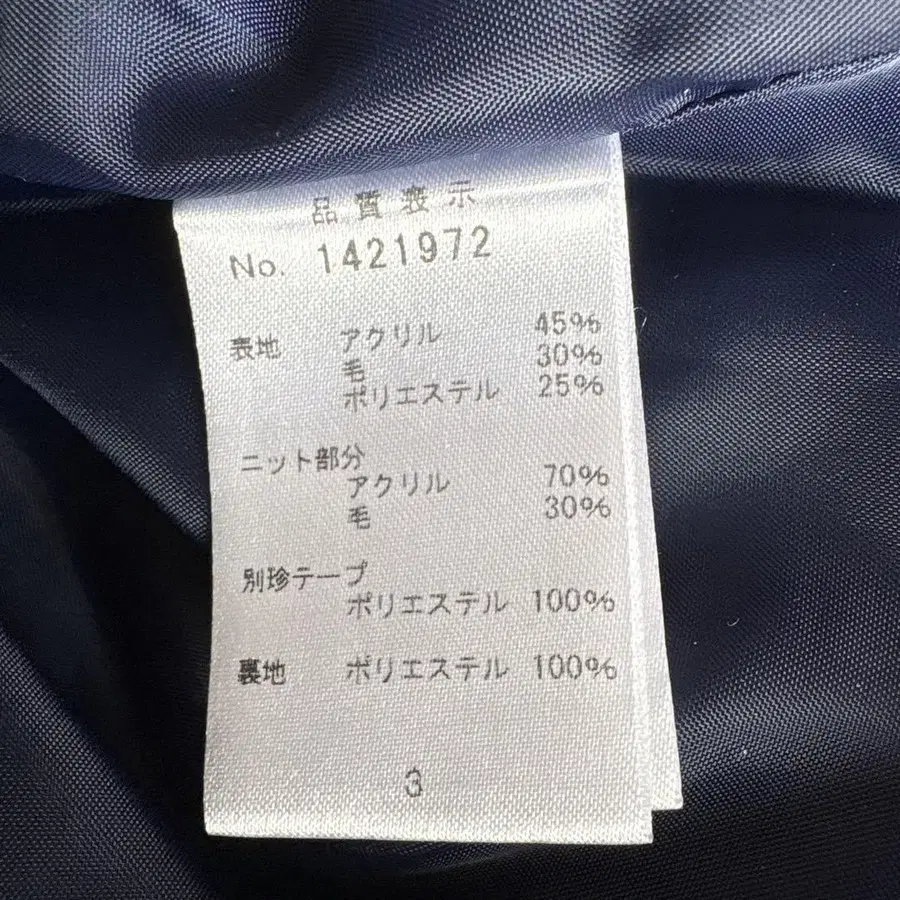 品質表示
No. 1421972
表地 アクリル 45%
毛 30%
ポリエステル 25%
ニット部分
アクリル 70%
毛 30%
別珍テープ
ポリエステル 100%
裏地 ポリエステル 100%
3